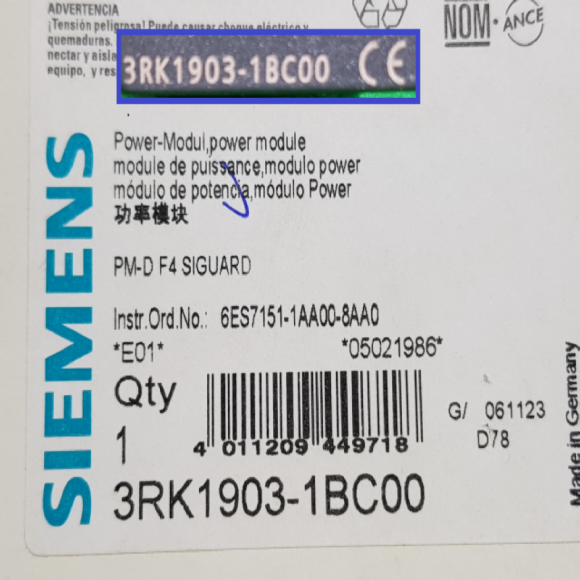 ADVERTENCIA
¡Tensión peligrosa! Puede causar choque eléctrico y
quemaduras.
nectar y aisla
equipo, y res
NOM
ANCE
3RK1903-1BC00 CE
SIEMENS
Power-Modul,power module
module de puissance,modulo power
módulo de potencia,módulo Power
功率模块
PM-D F4 SIGUARD
Instr.Ord.No.: 6ES7151-1AA00-8AA0
*E01* *05021986*
Qty
1
4 011209 449718
G/ 061123
D78
3RK1903-1BC00
Made in Germany